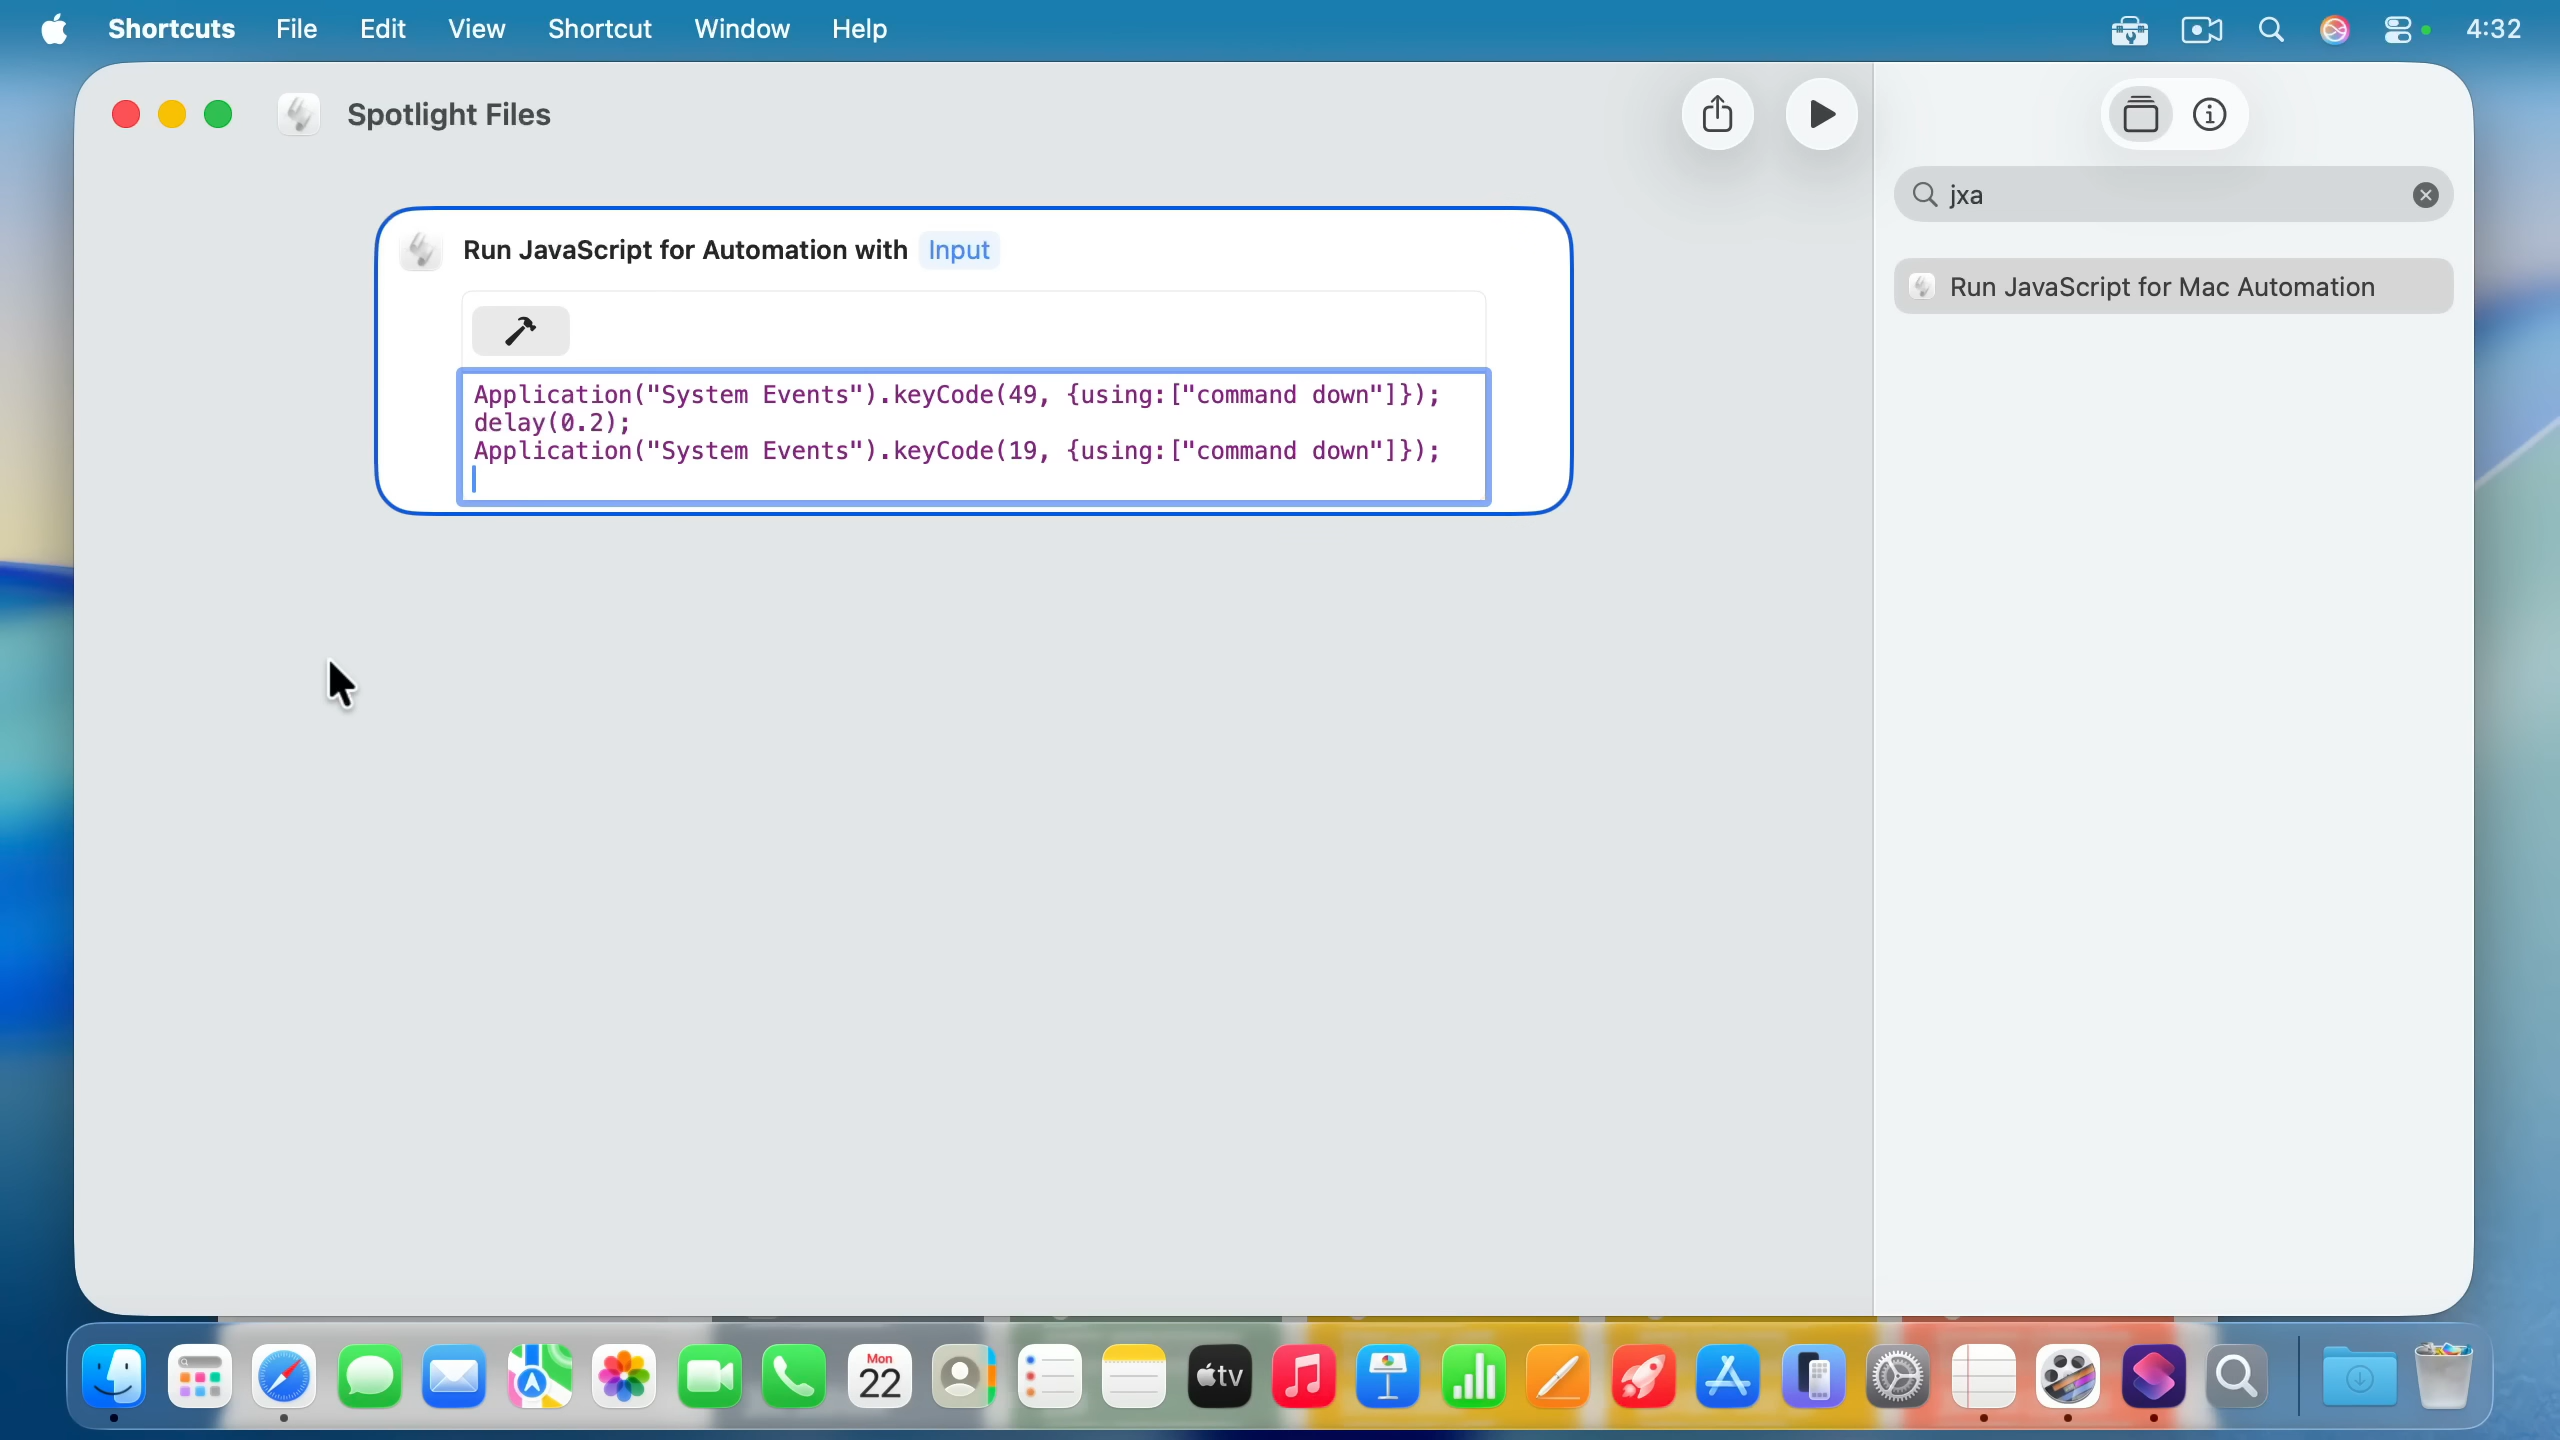 Shortcuts File Edit View Shortcut Window Help 4:32
Spotlight Files
jxa
Run JavaScript for Automation with Input
Run JavaScript for Mac Automation
Application("System Events").keyCode(49, {using:["command down"]});
delay(0.2);
Application("System Events").keyCode(19, {using:["command down"]});
Mon
22
tv